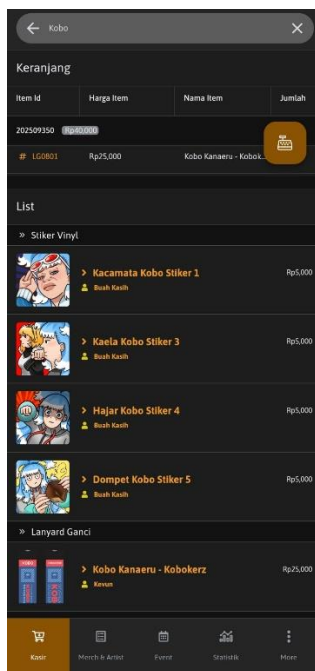 Kobo
Keranjang
Item Id Harga Item Nama Item Jumlah
202509350 Rp40,000
# LG0801 Rp25,000 Kobo Kanaeru - Kobok...
List
» Stiker Vinyl
> Kacamata Kobo Stiker 1 Rp5,000
Buah Kasih
> Kaela Kobo Stiker 3 Rp5,000
Buah Kasih
> Hajar Kobo Stiker 4 Rp5,000
Buah Kasih
> Dompet Kobo Stiker 5 Rp5,000
Buah Kasih
» Lanyard Ganci
> Kobo Kanaeru - Kobokerz Rp25,000
Kovun
Kasir Merch & Artist Event Statistik More